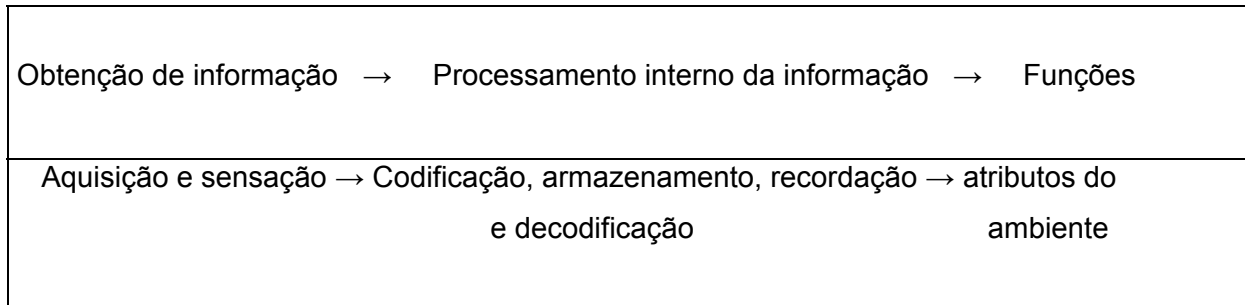 Obtenção de informação → Processamento interno da informação → Funções
Aquisição e sensação → Codificação, armazenamento, recordação → atributos do
e decodificação ambiente